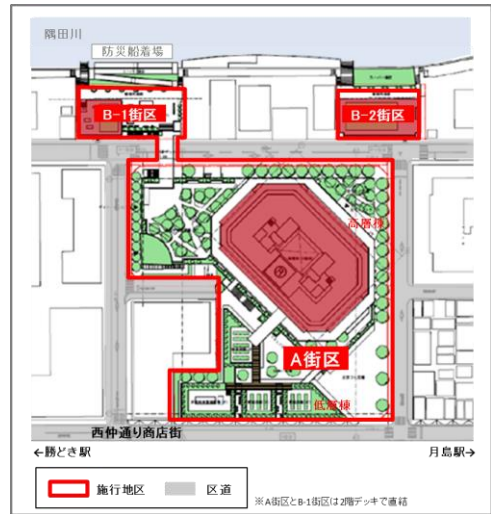 隅田川
防災船着場
B-1街区
B-2街区
高層棟
A街区
低層棟
西仲通り商店街
←勝どき駅
月島駅→
施行地区
区道
※A街区とB-1街区は2階デッキで直結